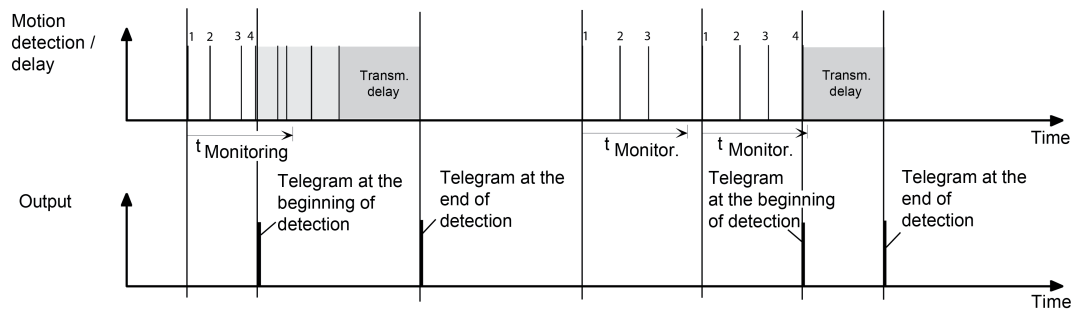 Motion
detection /
delay
1 2 3 4
1 2 3
1 2 3 4
Transm.
delay
Transm.
delay
Time
t Monitoring
t Monitor.
t Monitor.
Output
Telegram at the
beginning of
detection
Telegram at the
end of
detection
Telegram
at the beginning
of detection
Telegram at the
end of
detection
Time